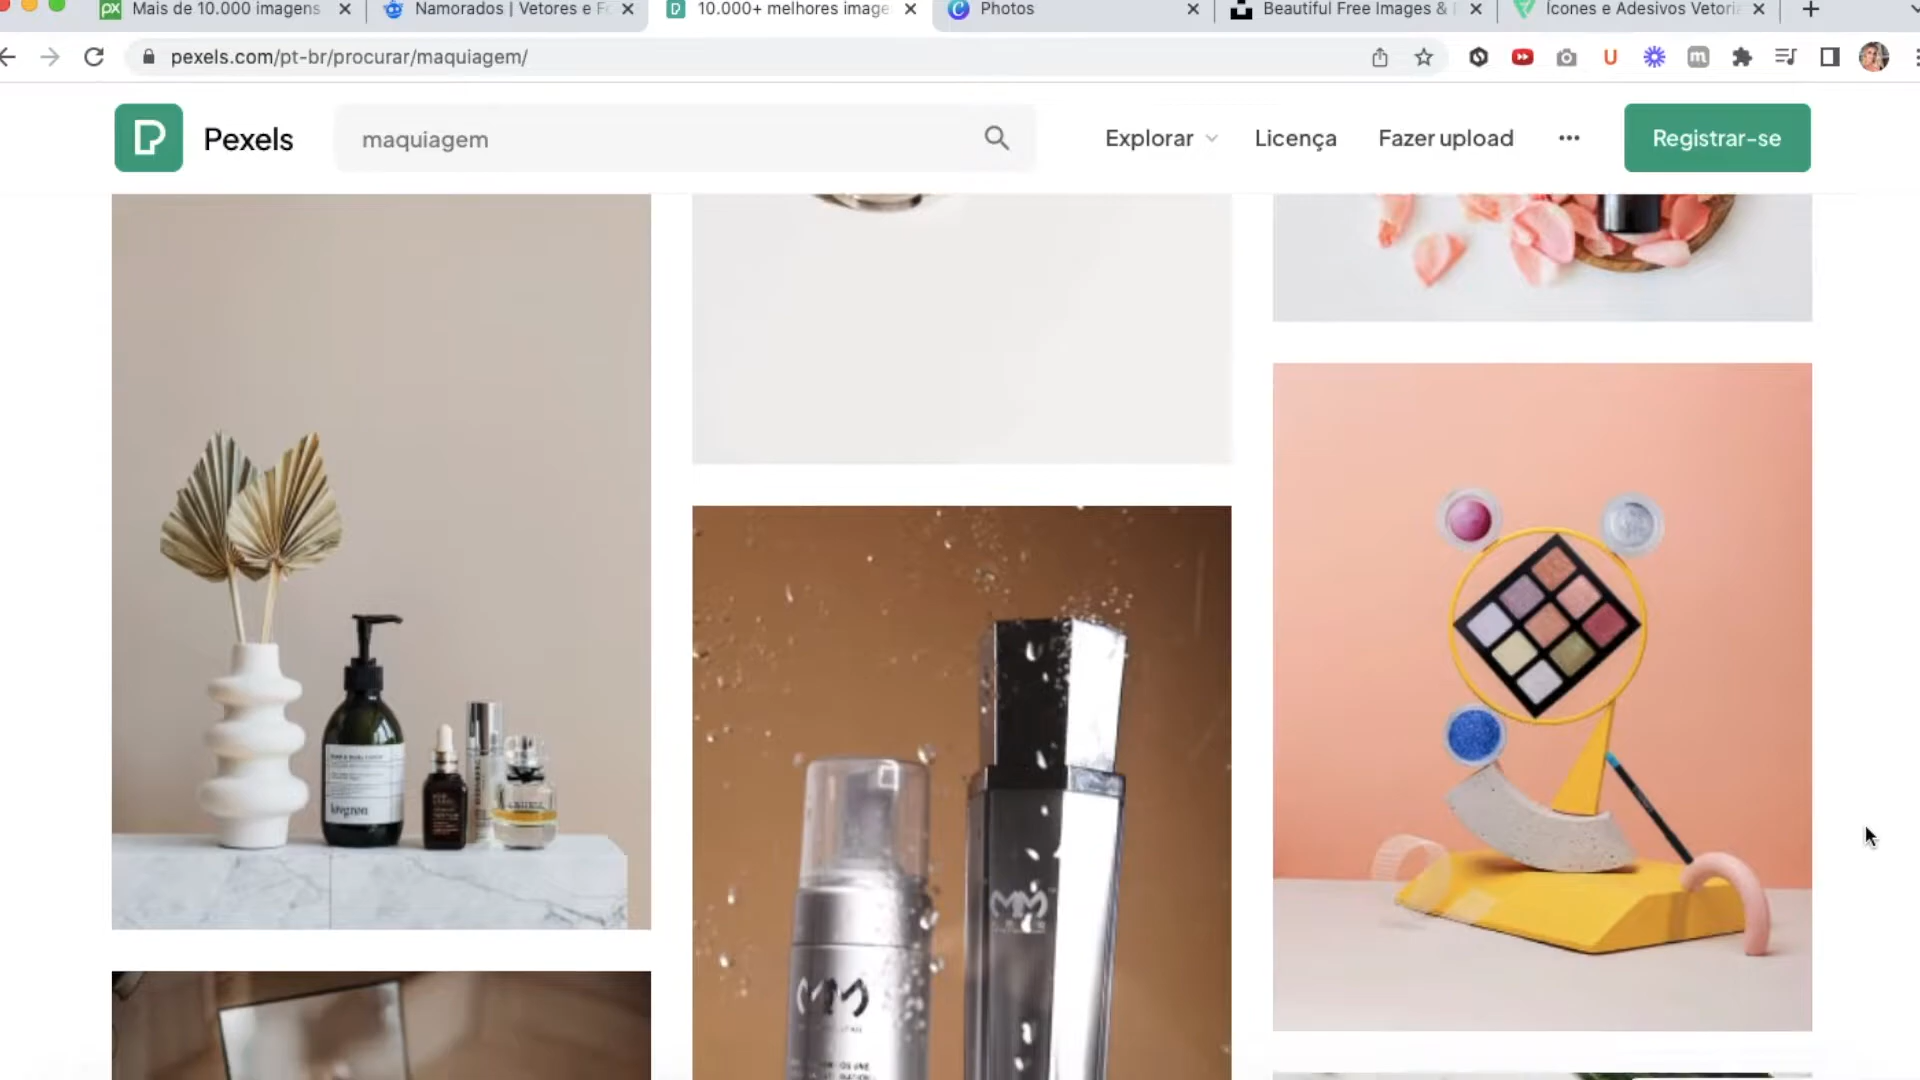 Mais de 10.000 imagens
Namorados | Vetores e Fo
10.000+ melhores image
Photos
Beautiful Free Images &
Ícones e Adesivos Vetori
pexels.com/pt-br/procurar/maquiagem/
Pexels
maquiagem
Explorar
Licença
Fazer upload
Registrar-se